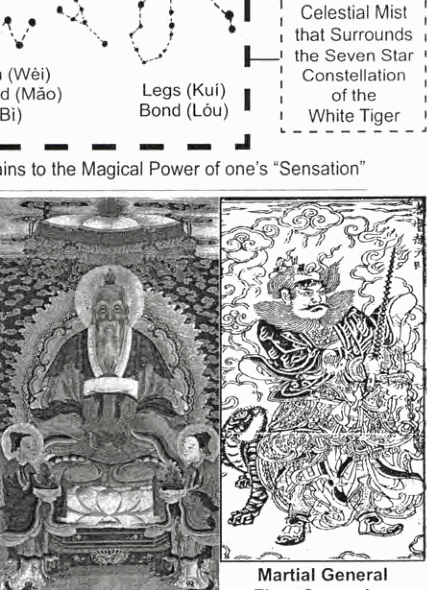 (Wèi)
(Mǎo)
Bì)
Legs (Kuí)
Bond (Lóu)
Celestial Mist
that Surrounds
the Seven Star
Constellation
of the
White Tiger
to the Magical Power of one's "Sensation"
Martial General